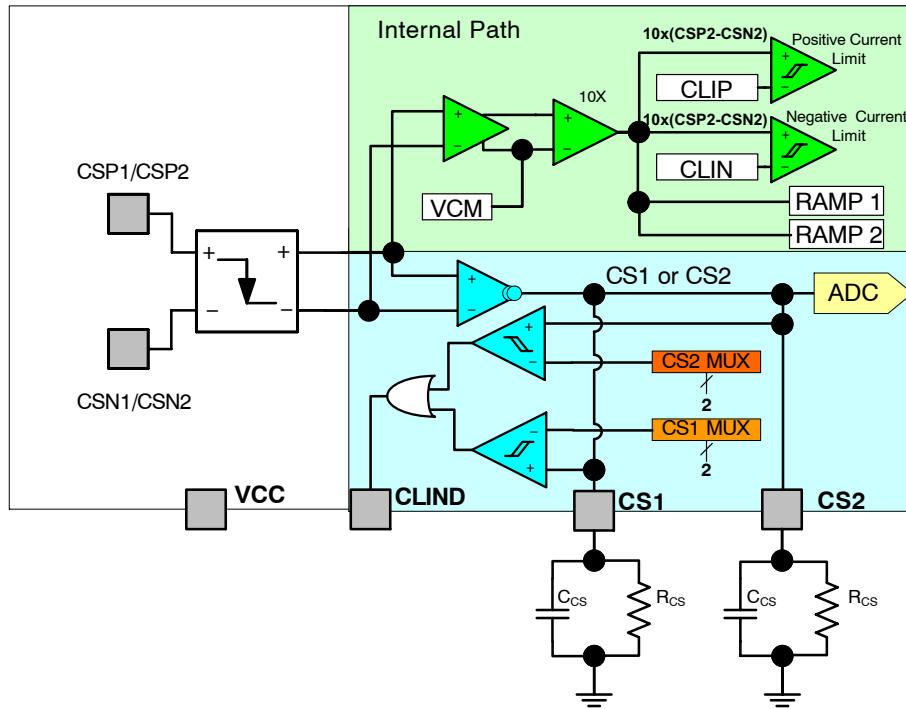 Internal Path
10x(CSP2-CSN2)
Positive Current
Limit
CLIP
10X
10x(CSP2-CSN2)
Negative Current
Limit
CLIN
VCM
RAMP 1
RAMP 2
CSP1/CSP2
+
+
−
−
CSN1/CSN2
CS1 or CS2
ADC
CS2 MUX
2
CS1 MUX
2
VCC
CLIND
CS1
CS2
CCS
RCS
CCS
RCS